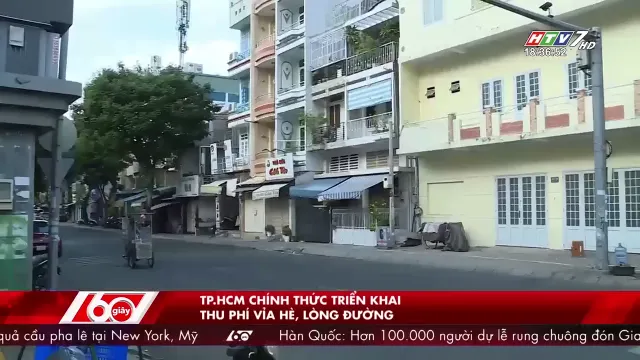 HTV7 HD
18:36:52
60 giây
TP.HCM CHÍNH THỨC TRIỂN KHAI
THU PHÍ VỈA HÈ, LÒNG ĐƯỜNG
quả cầu pha lê tại New York, Mỹ Hàn Quốc: Hơn 100.000 người dự lễ rung chuông đón Gia